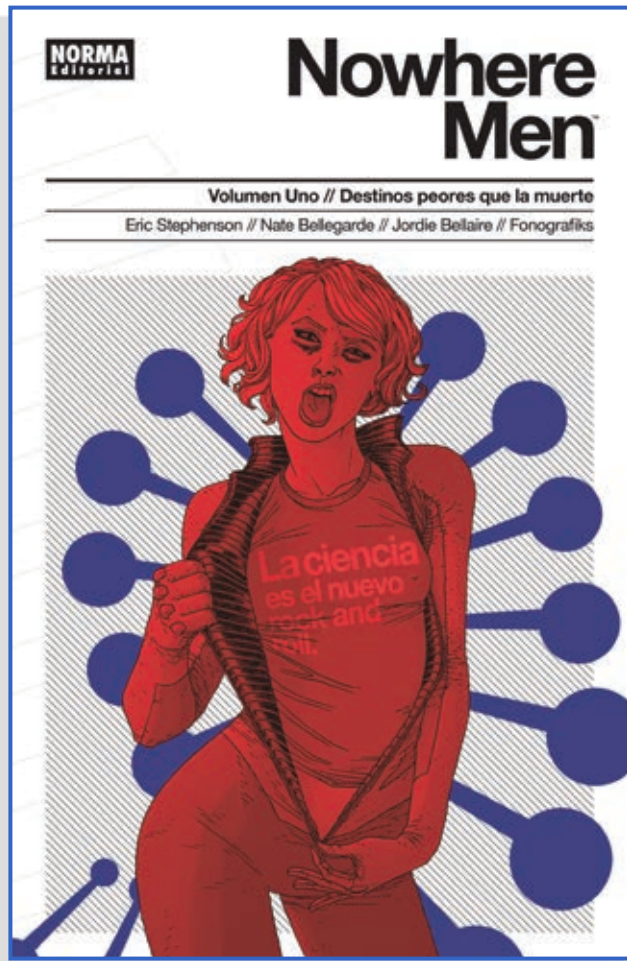 NORMA
Editorial
Nowhere
Men™
Volumen Uno // Destinos peores que la muerte
Eric Stephenson // Nate Bellegarde // Jordie Bellaire // Fonografiks
La ciencia
es el nuevo
rock and
roll.